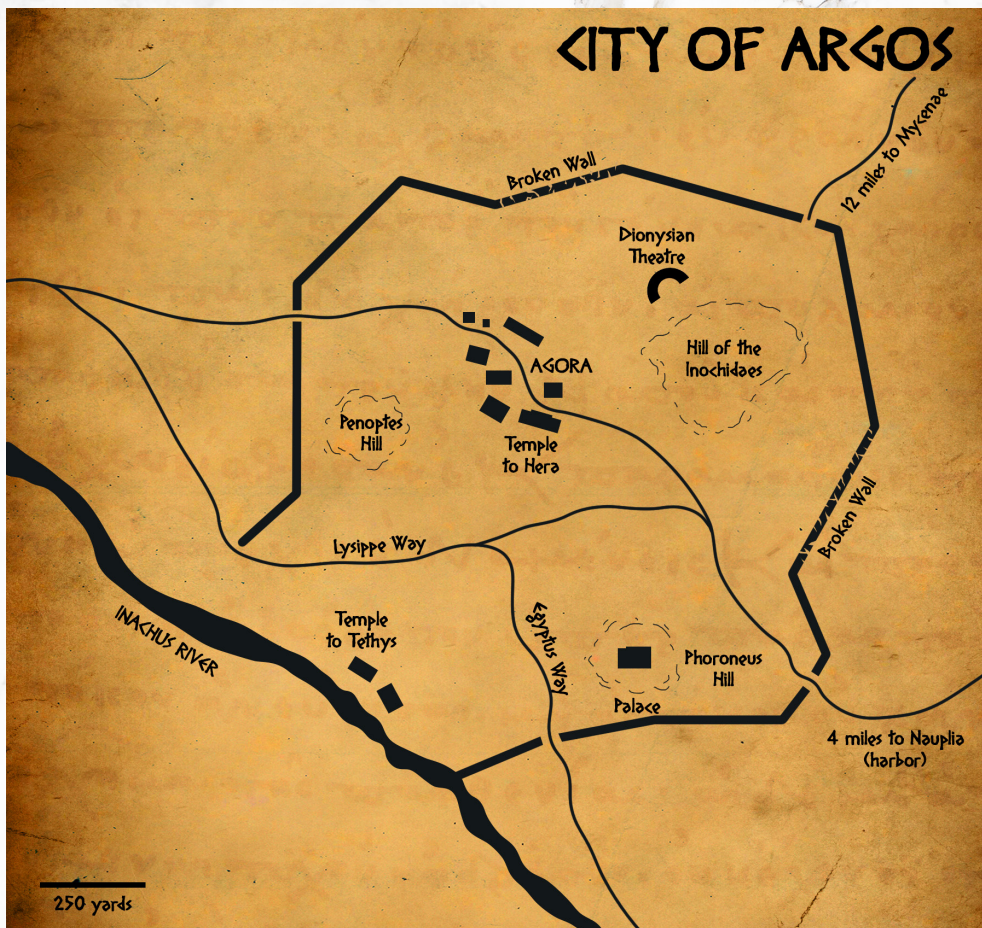 CITY OF ARGOS
12 miles to Mycenae
Broken Wall
Dionysian
Theatre
Hill of the
Inochidaes
AGORA
Penoptes
Hill
Temple
to Hera
Broken Wall
Lysippe Way
Egyptus Way
INACHUS RIVER
Temple
to Tethys
Phoroneus
Hill
Palace
4 miles to Nauplia
(harbor)
250 yards